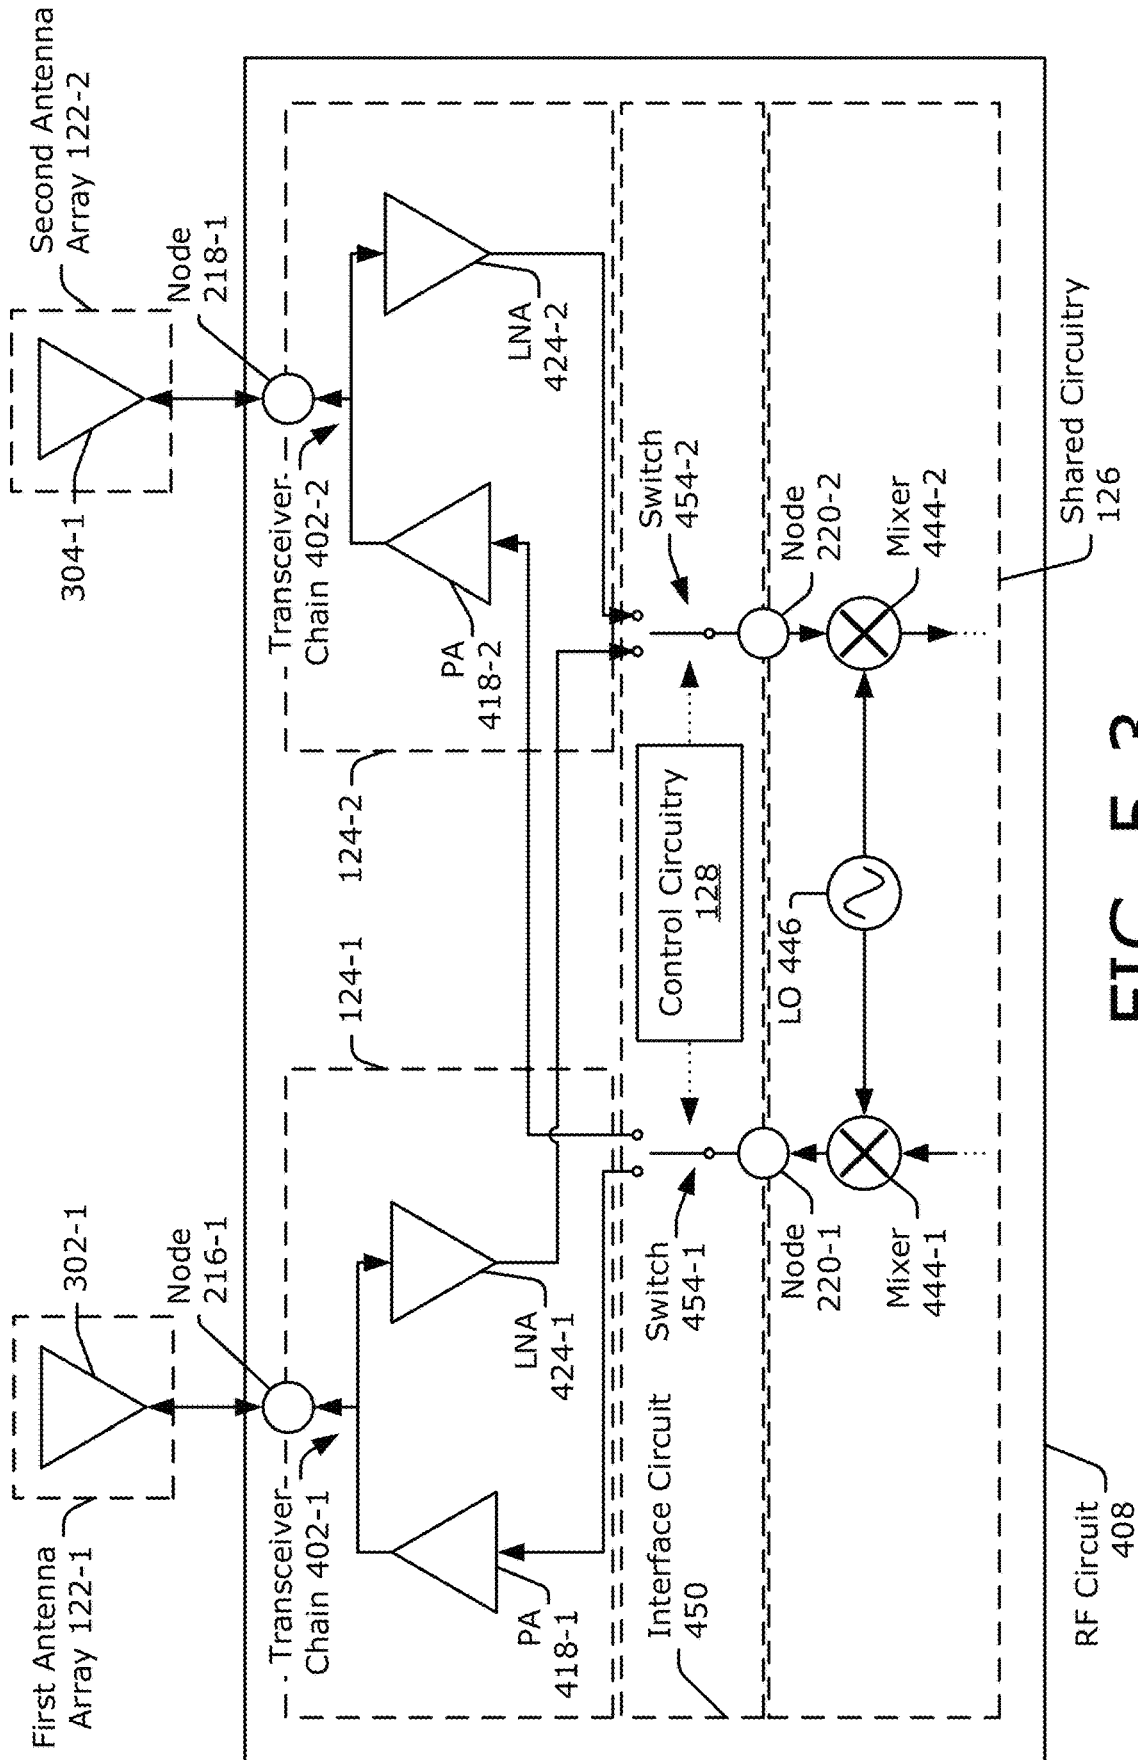 First Antenna
Array 122-1
302-1
304-1
Second Antenna
Array 122-2
Node
216-1
Node
218-1
Transceiver
Chain 402-1
Transceiver
Chain 402-2
124-1
124-2
PA
418-1
LNA
424-1
PA
418-2
LNA
424-2
Interface Circuit
450
Switch
454-1
Control Circuitry
128
Switch
454-2
Node
220-1
LO 446
Node
220-2
Mixer
444-1
Mixer
444-2
RF Circuit
408
Shared Circuitry
126